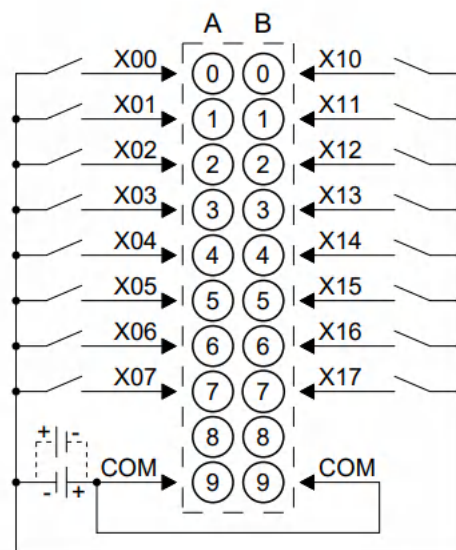 A B
X00 0 0 X10
X01 1 1 X11
X02 2 2 X12
X03 3 3 X13
X04 4 4 X14
X05 5 5 X15
X06 6 6 X16
X07 7 7 X17
8 8
+ -
COM 9 9 COM
- +